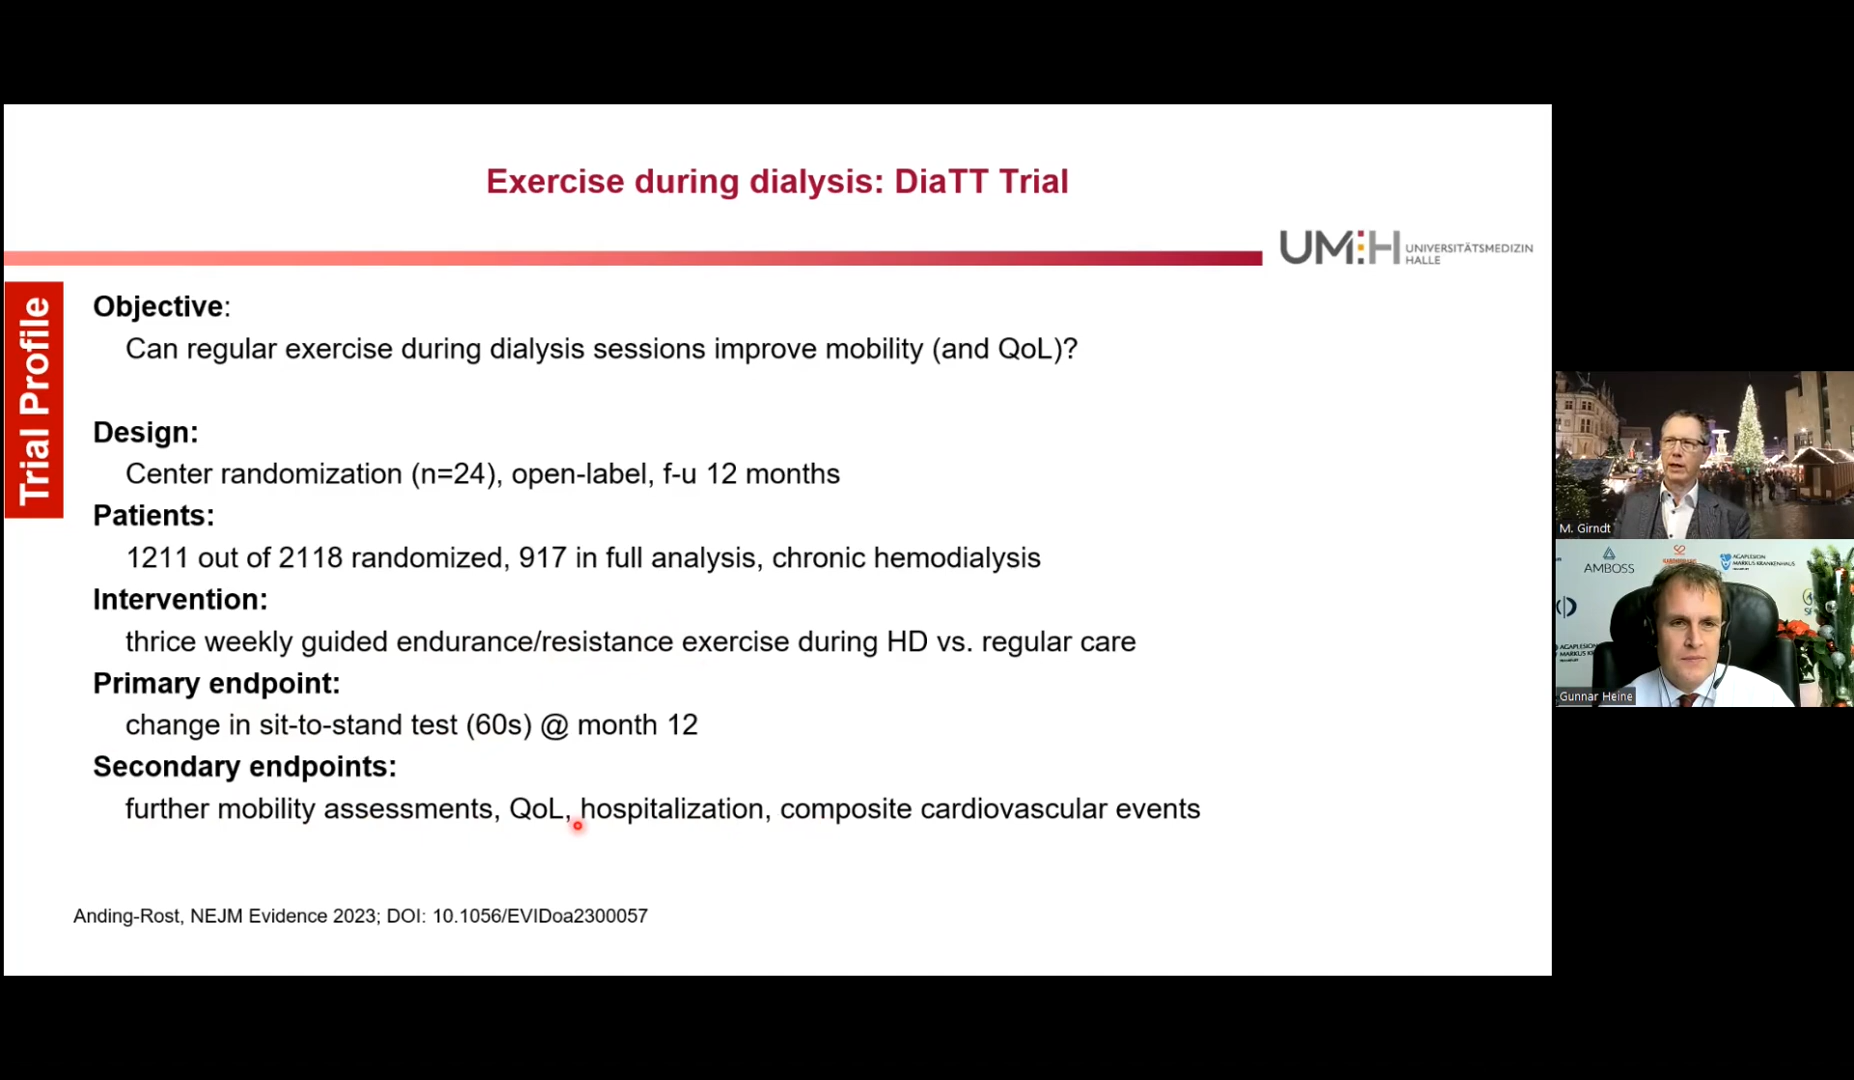 Exercise during dialysis: DiaTT Trial
UM:H UNIVERSITÄTSMEDIZIN
HALLE
Trial Profile
Objective:
Can regular exercise during dialysis sessions improve mobility (and QoL)?
Design:
Center randomization (n=24), open-label, f-u 12 months
Patients:
1211 out of 2118 randomized, 917 in full analysis, chronic hemodialysis
Intervention:
thrice weekly guided endurance/resistance exercise during HD vs. regular care
Primary endpoint:
change in sit-to-stand test (60s) @ month 12
Secondary endpoints:
further mobility assessments, QoL, hospitalization, composite cardiovascular events
Anding-Rost, NEJM Evidence 2023; DOI: 10.1056/EVIDoa2300057
M. Girndt
AMBOSS
AGAPLESION
MARKUS KRANKENHAUS
AGAPLESION
Gunnar Heine